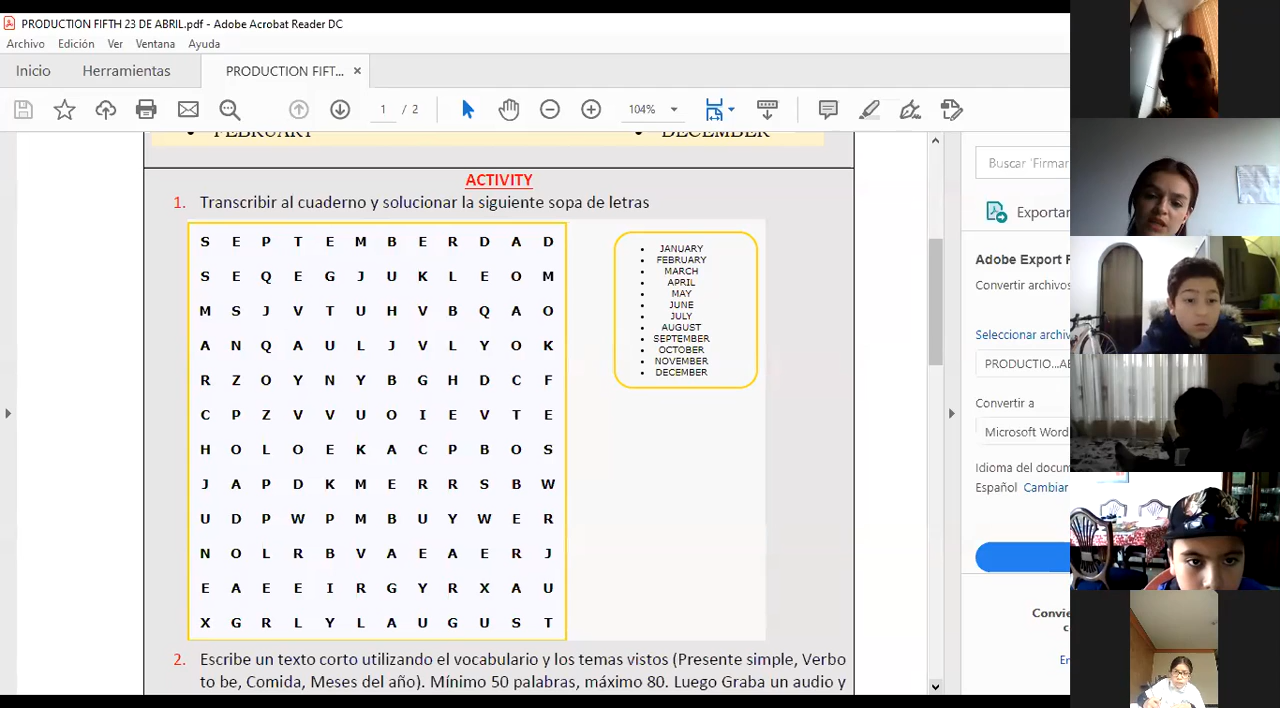 PRODUCTION FIFTH 23 DE ABRIL.pdf - Adobe Acrobat Reader DC
Archivo Edición Ver Ventana Ayuda
Inicio Herramientas PRODUCTION FIFT... ×
1 / 2 104%
• FEBRUARY • DECEMBER
ACTIVITY
1. Transcribir al cuaderno y solucionar la siguiente sopa de letras
S E P T E M B E R D A D
S E Q E G J U K L E O M
M S J V T U H V B Q A O
A N Q A U L J V L Y O K
R Z O Y N Y B G H D C F
C P Z V V U O I E V T E
H O L O E K A C P B O S
J A P D K M E R R S B W
U D P W P M B U Y W E R
N O L R B V A E A E R J
E A E E I R G Y R X A U
X G R L Y L A U G U S T
• JANUARY
• FEBRUARY
• MARCH
• APRIL
• MAY
• JUNE
• JULY
• AUGUST
• SEPTEMBER
• OCTOBER
• NOVEMBER
• DECEMBER
2. Escribe un texto corto utilizando el vocabulario y los temas vistos (Presente simple, Verbo
to be, Comida, Meses del año). Mínimo 50 palabras, máximo 80. Luego Graba un audio y
Buscar 'Firmar
Exportar
Adobe Export F
Convertir archivos
Seleccionar archiv
PRODUCTIO...AB
Convertir a
Microsoft Word
Idioma del docum
Español Cambiar
Convie
c
En